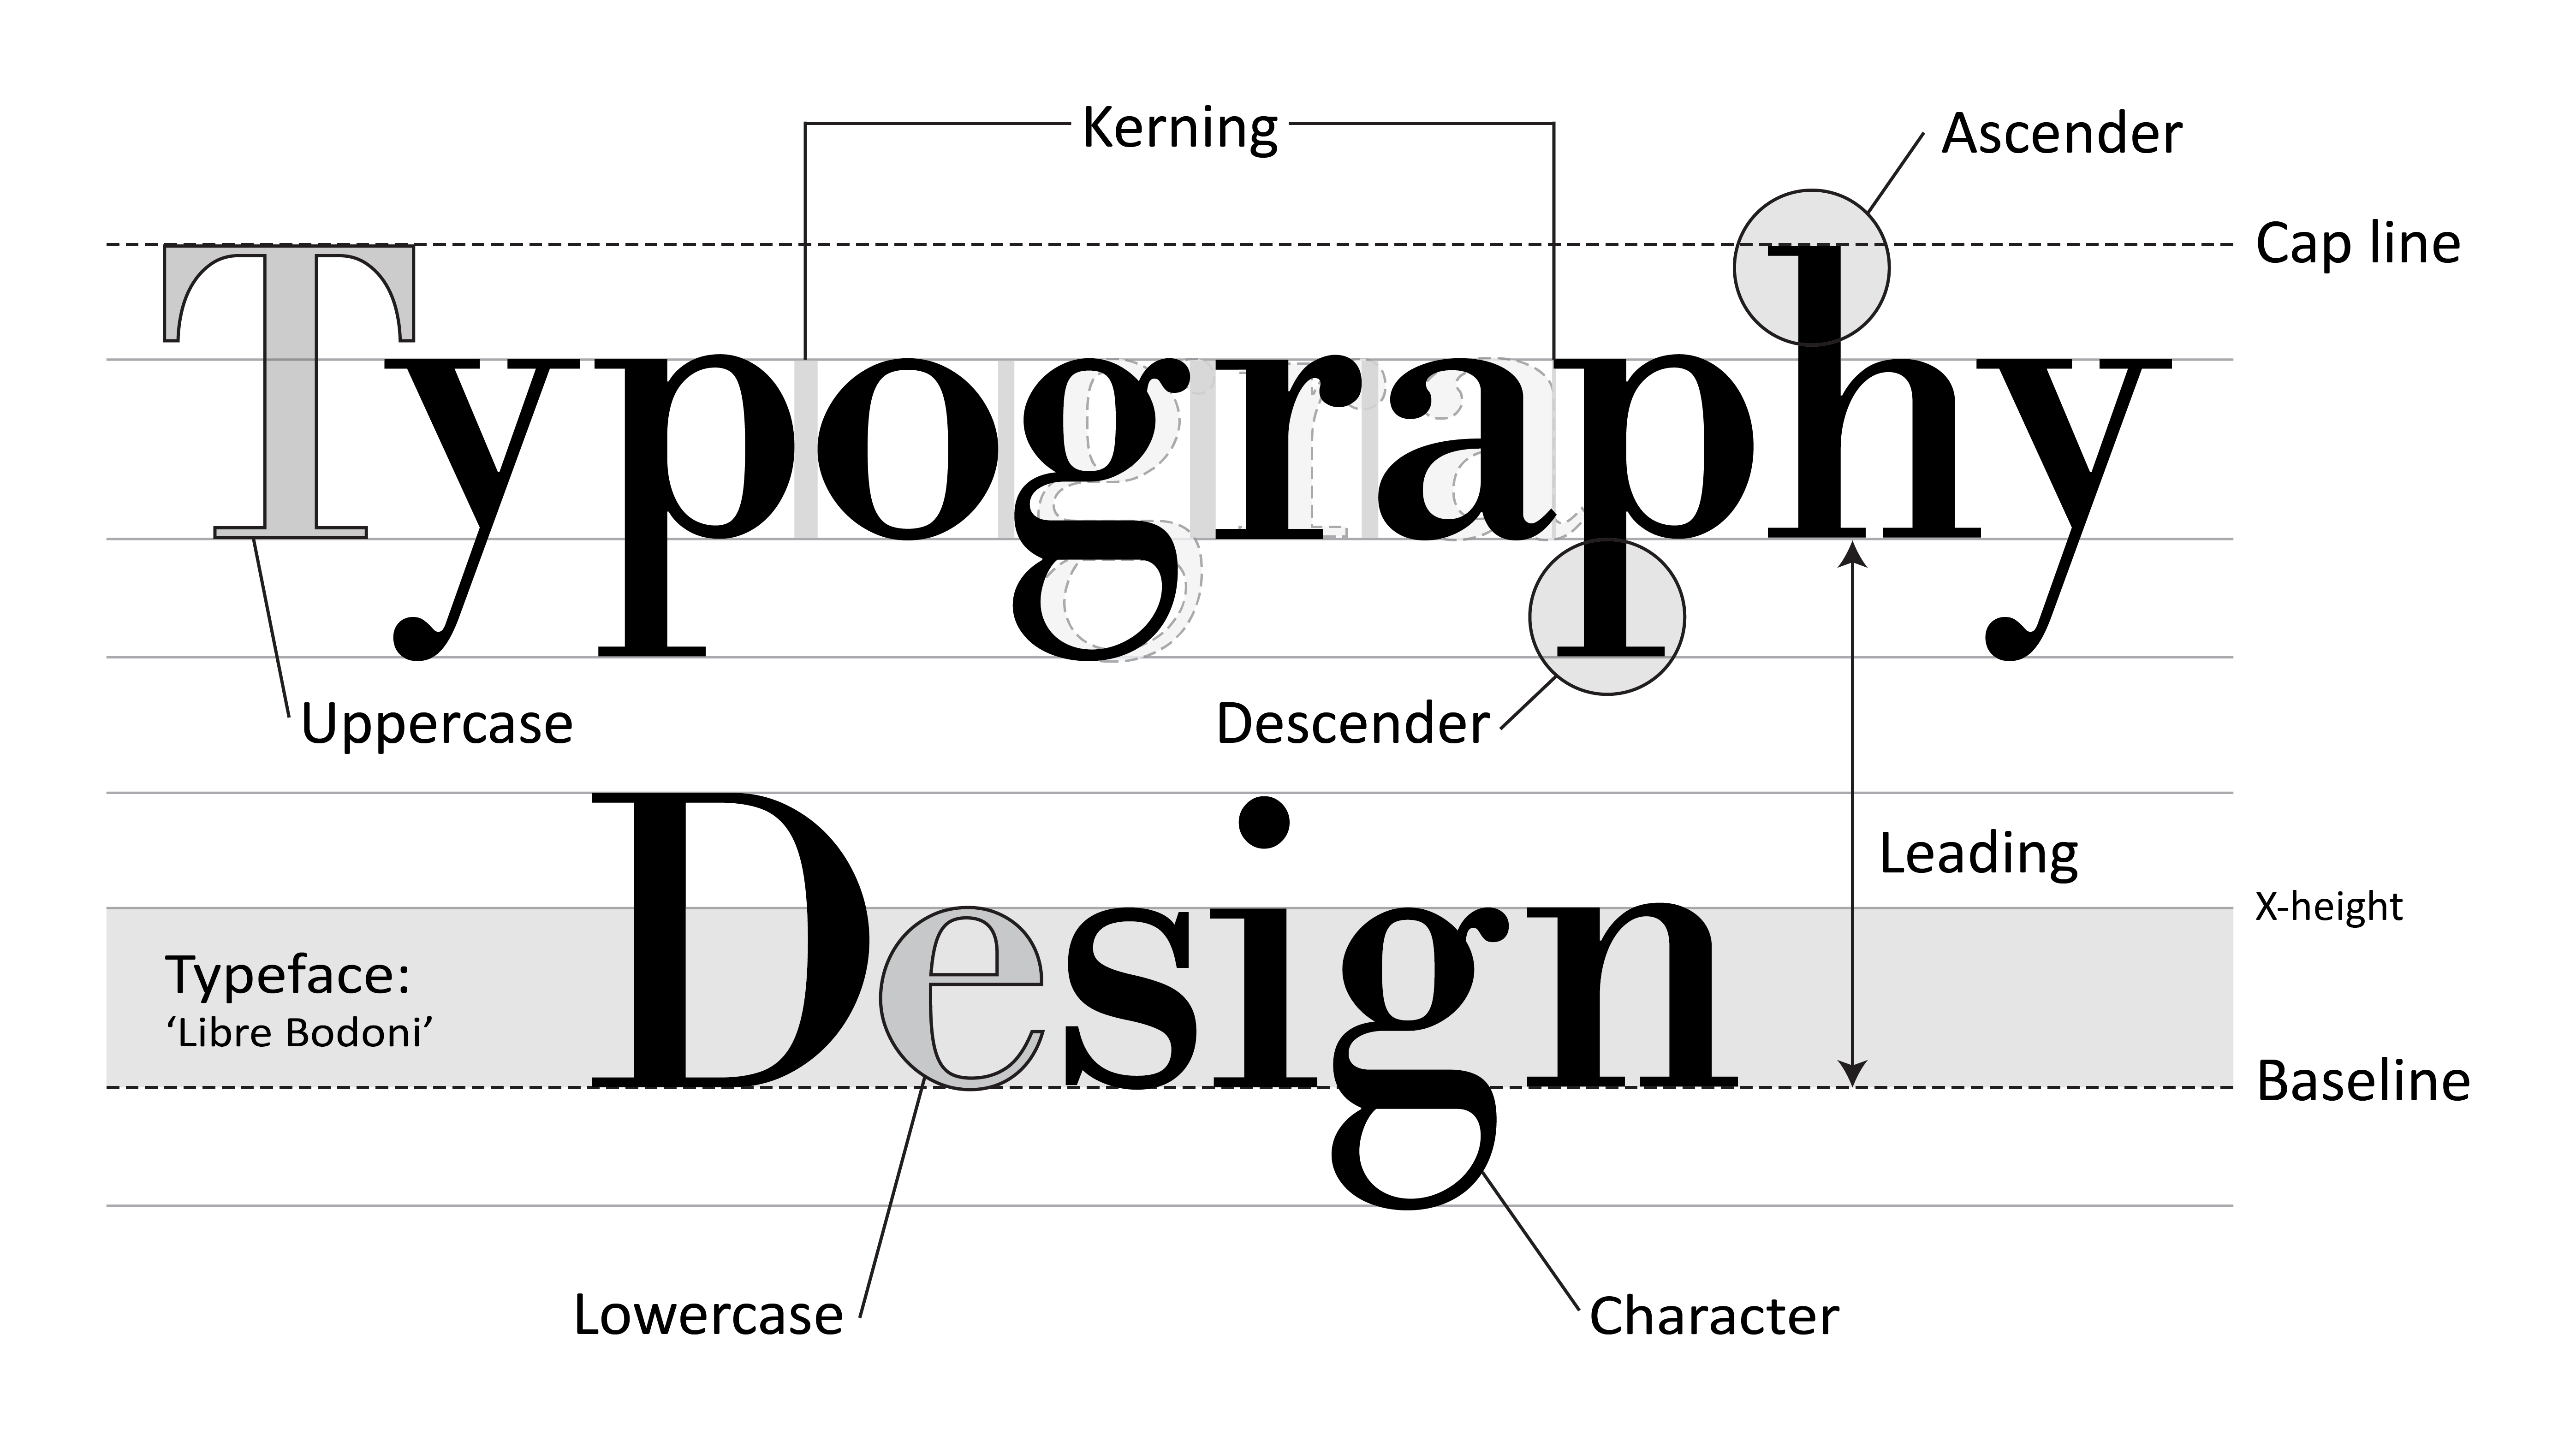 Kerning
Ascender
Cap line
Typography
Uppercase
Descender
Leading
X-height
Design
Typeface:
‘Libre Bodoni’
Baseline
Lowercase
Character